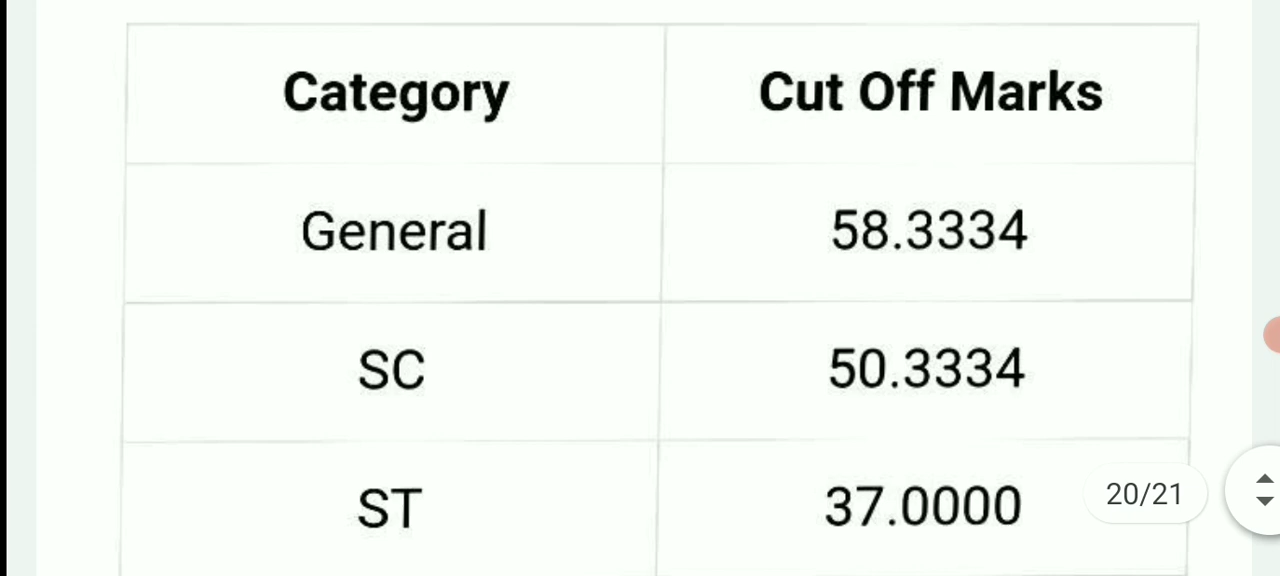 Category Cut Off Marks
General 58.3334
SC 50.3334
ST 37.0000
20/21